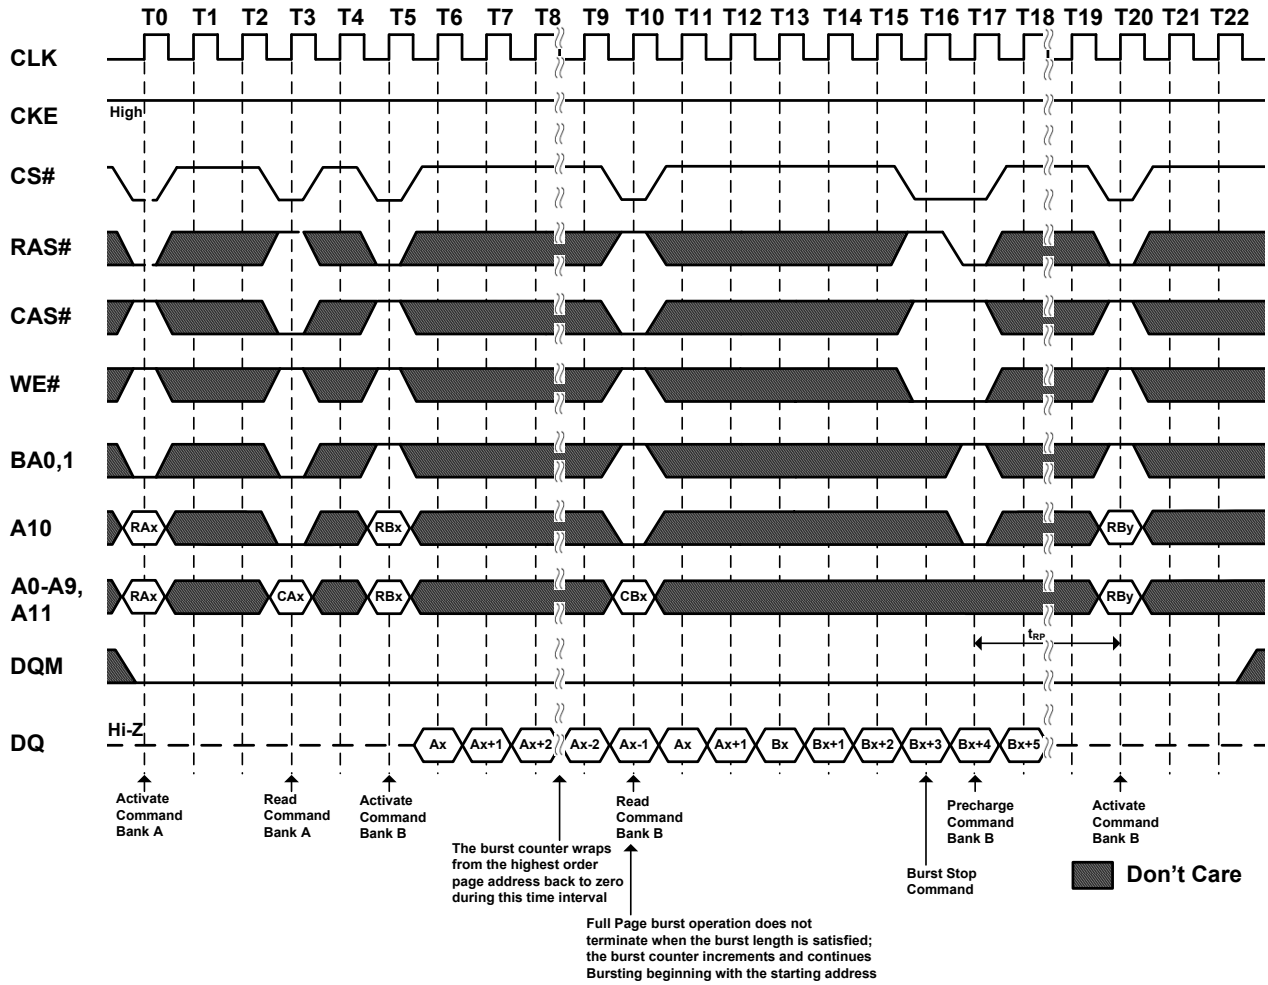 T0 T1 T2 T3 T4 T5 T6 T7 T8 T9 T10 T11 T12 T13 T14 T15 T16 T17 T18 T19 T20 T21 T22
CLK
CKE High
CS#
RAS#
CAS#
WE#
BA0,1
A10 RAx RBx RBy
A0-A9, A11 RAx CAx RBx CBx RBy
tRP
DQM
DQ Hi-Z Ax Ax+1 Ax+2 Ax-2 Ax-1 Ax Ax+1 Bx Bx+1 Bx+2 Bx+3 Bx+4 Bx+5
Activate
Command
Bank A
Read
Command
Bank A
Activate
Command
Bank B
The burst counter wraps
from the highest order
page address back to zero
during this time interval
Read
Command
Bank B
Full Page burst operation does not
terminate when the burst length is satisfied;
the burst counter increments and continues
Bursting beginning with the starting address
Burst Stop
Command
Precharge
Command
Bank B
Activate
Command
Bank B
Don't Care